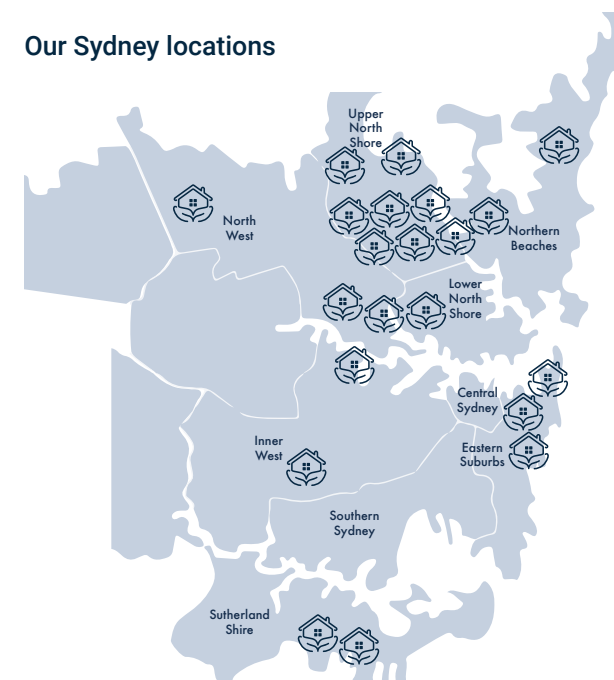 Our Sydney locations
Upper
North
Shore
North
West
Northern
Beaches
Lower
North
Shore
Central
Sydney
Inner
West
Eastern
Suburbs
Southern
Sydney
Sutherland
Shire